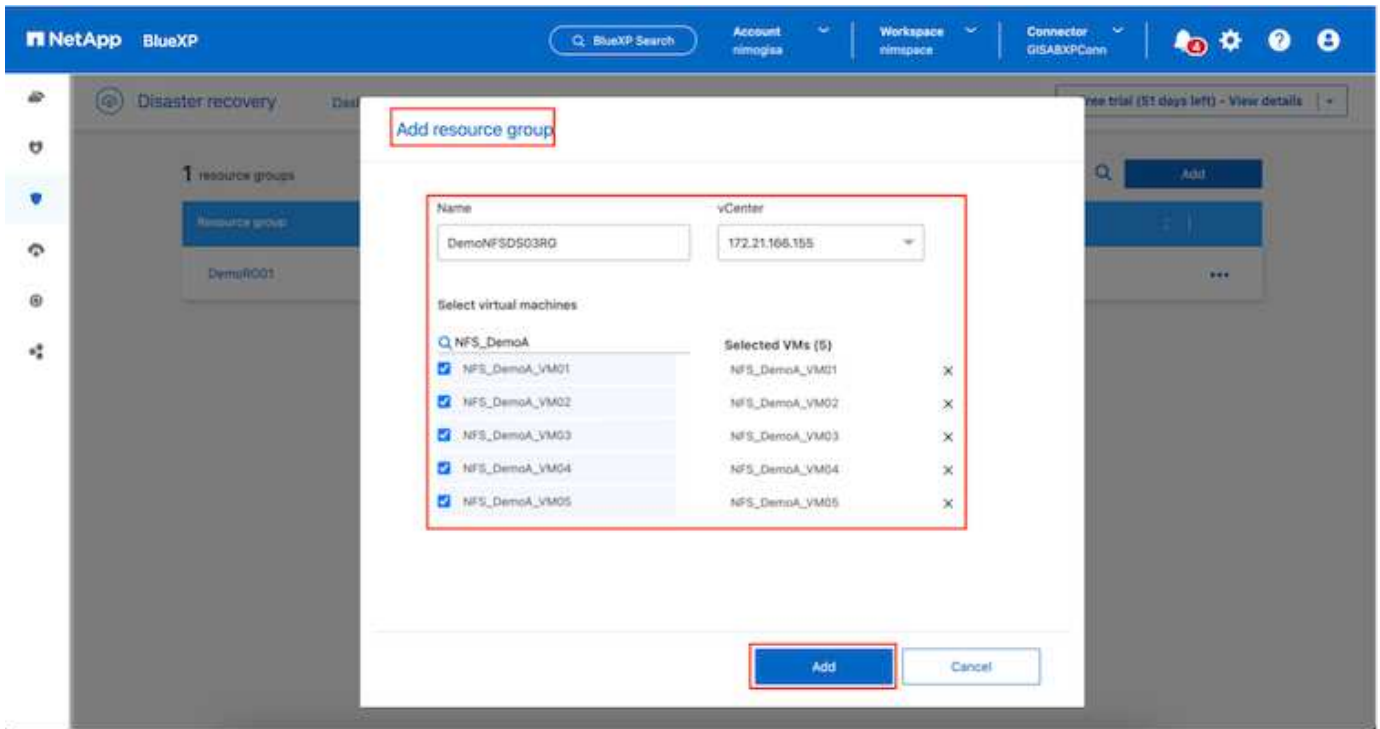 NetApp BlueXP
BlueXP Search
Account
nimogisa
Workspace
nimspace
Connector
GISABXPConn
Disaster recovery
Free trial (51 days left) - View details
Add resource group
1 resource groups
Add
Resource group
DemoRG01
Name
vCenter
DemoNFSDS03RG
172.21.166.155
Select virtual machines
NFS_DemoA
Selected VMs (5)
NFS_DemoA_VM01
NFS_DemoA_VM01
NFS_DemoA_VM02
NFS_DemoA_VM02
NFS_DemoA_VM03
NFS_DemoA_VM03
NFS_DemoA_VM04
NFS_DemoA_VM04
NFS_DemoA_VM05
NFS_DemoA_VM05
Add
Cancel